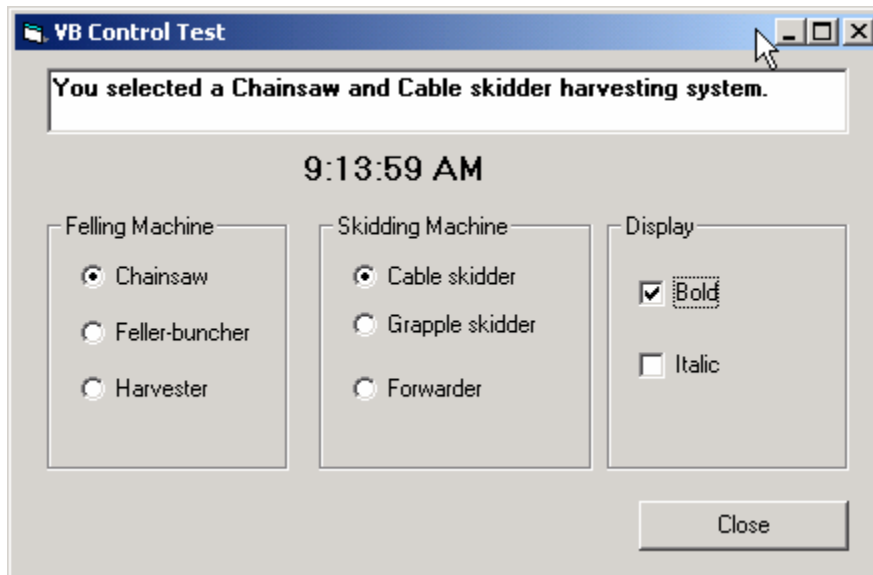 VB Control Test
You selected a Chainsaw and Cable skidder harvesting system.
9:13:59 AM
Felling Machine
Chainsaw
Feller-buncher
Harvester
Skidding Machine
Cable skidder
Grapple skidder
Forwarder
Display
Bold
Italic
Close